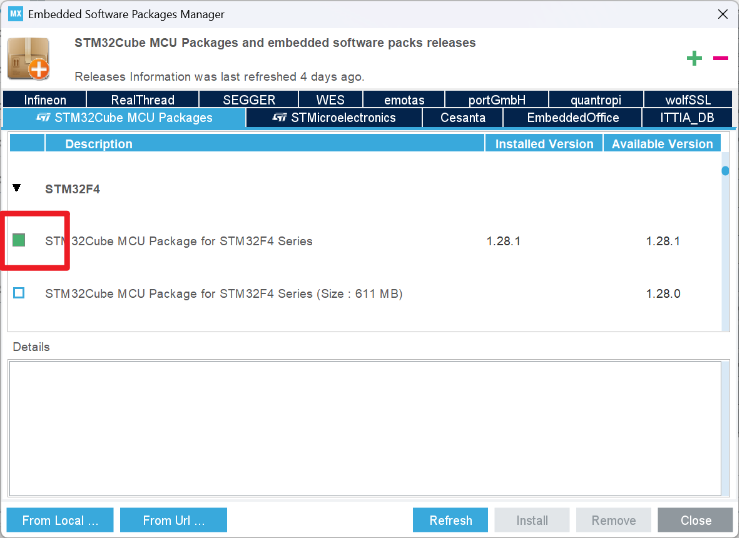 MX Embedded Software Packages Manager
STM32Cube MCU Packages and embedded software packs releases
Releases Information was last refreshed 4 days ago.
Infineon RealThread SEGGER WES emotas portGmbH quantropi wolfSSL
STM32Cube MCU Packages STMicroelectronics Cesanta EmbeddedOffice ITTIA_DB
Description Installed Version Available Version
STM32F4
STM32Cube MCU Package for STM32F4 Series 1.28.1 1.28.1
STM32Cube MCU Package for STM32F4 Series (Size : 611 MB) 1.28.0
Details
From Local ... From Url ... Refresh Install Remove Close